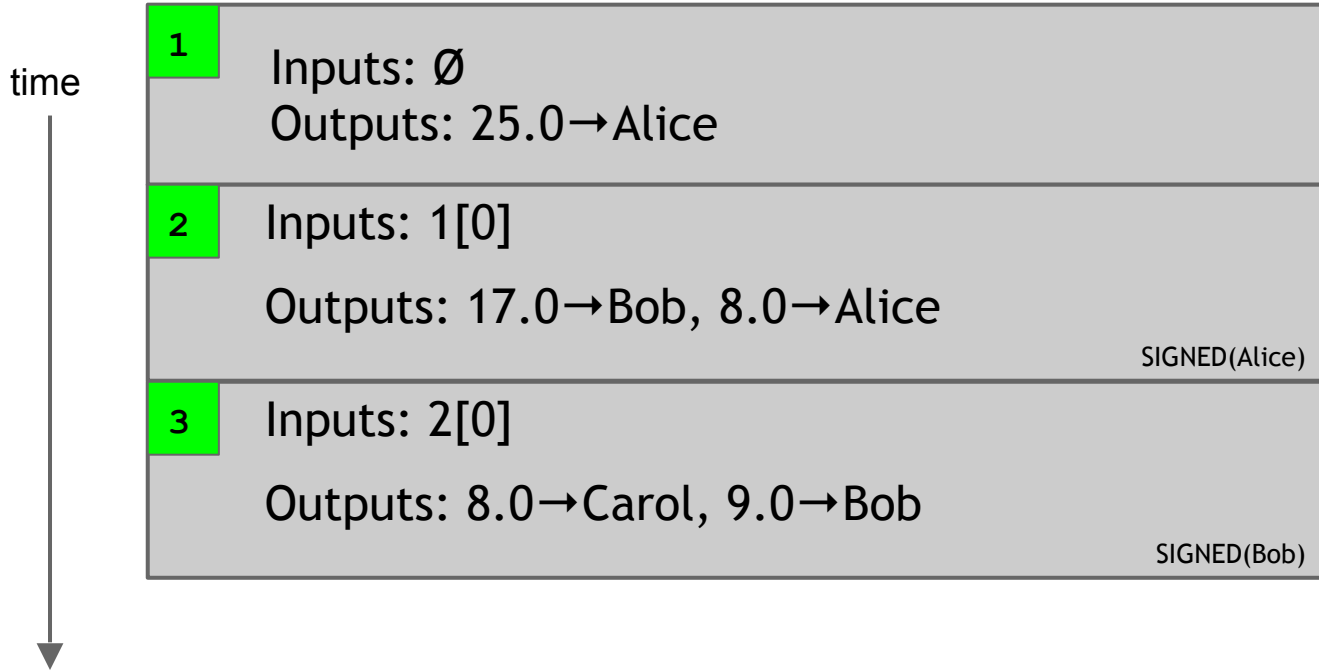 time
1
Inputs: Ø
Outputs: 25.0→Alice
2
Inputs: 1[0]
Outputs: 17.0→Bob, 8.0→Alice
SIGNED(Alice)
3
Inputs: 2[0]
Outputs: 8.0→Carol, 9.0→Bob
SIGNED(Bob)